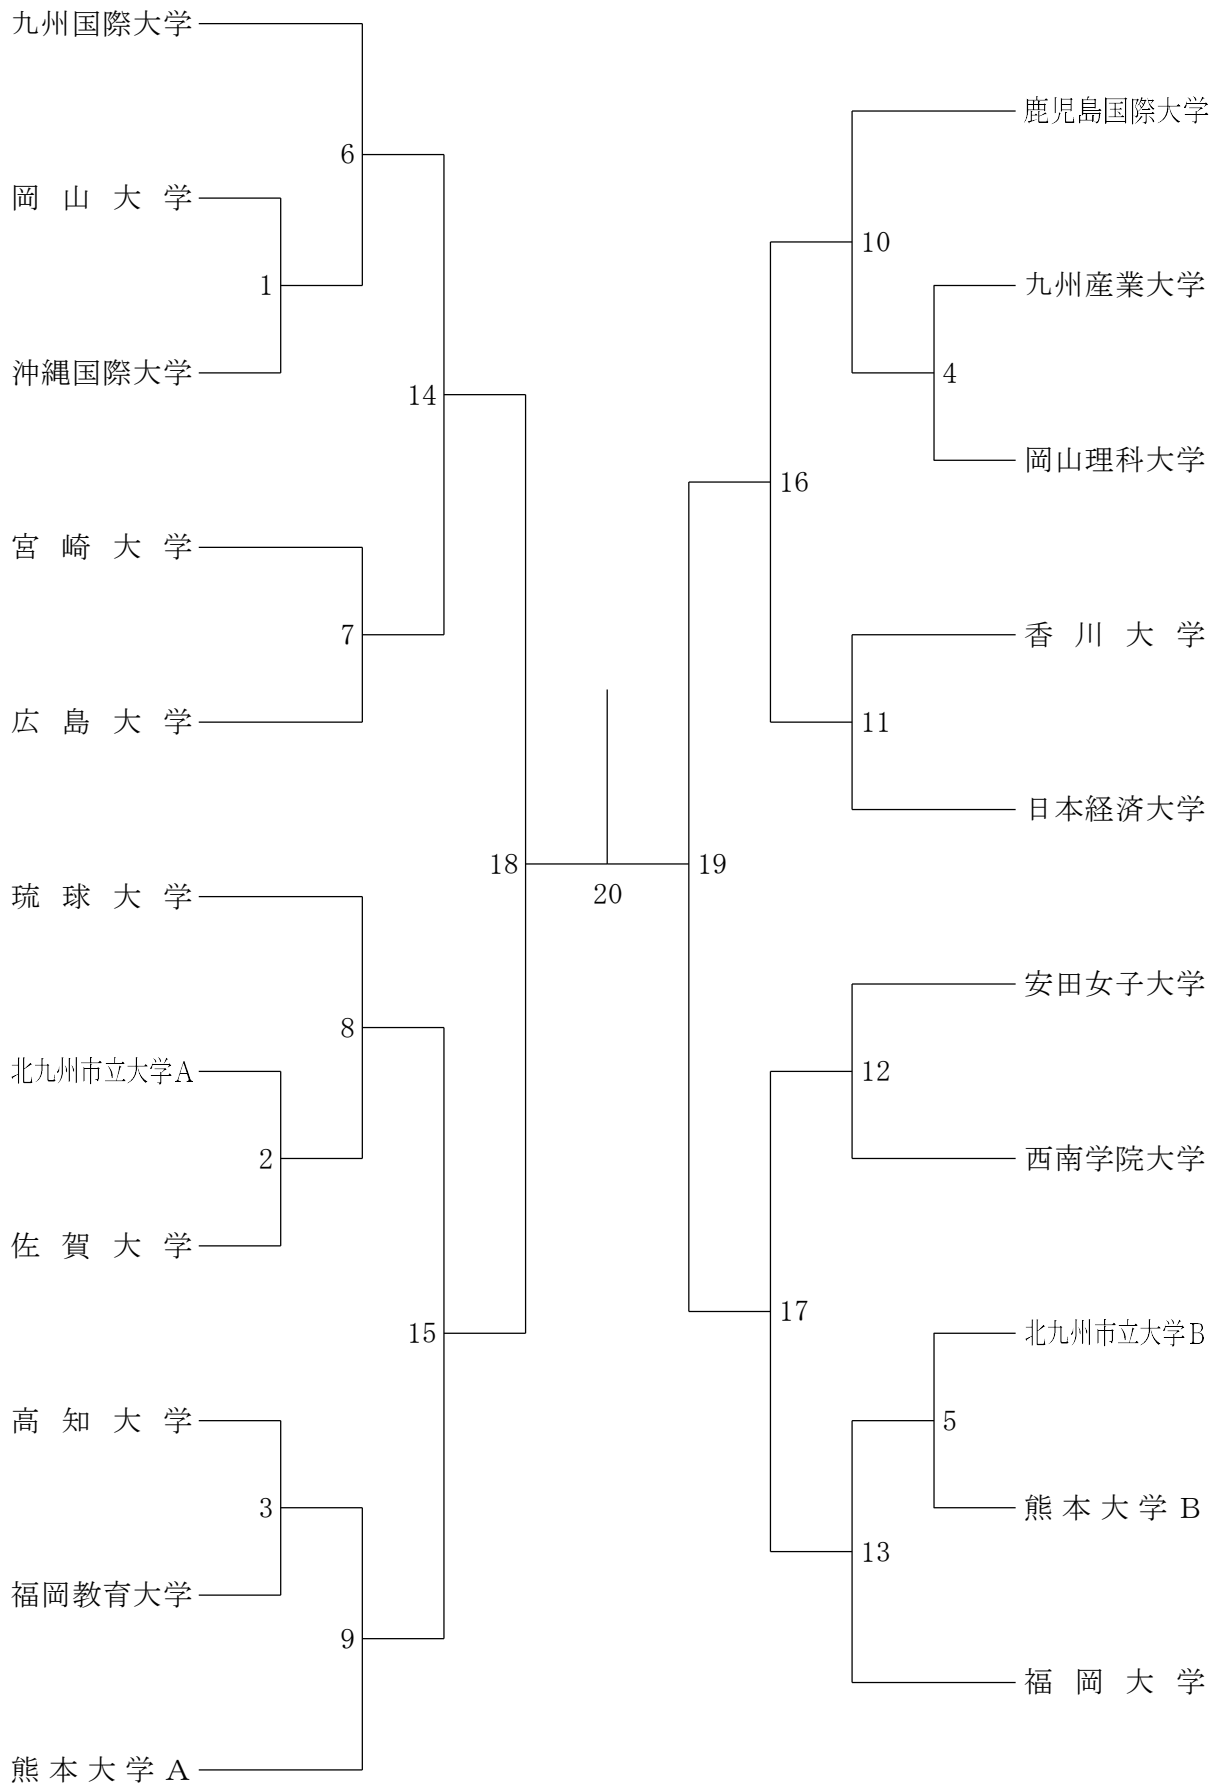 九州国際大学
6
岡山大学
1
沖縄国際大学
14
宮崎大学
7
広島大学
18
琉球大学
8
北九州市立大学A
2
佐賀大学
15
高知大学
3
福岡教育大学
9
熊本大学A
20
鹿児島国際大学
10
九州産業大学
4
岡山理科大学
16
香川大学
11
日本経済大学
19
安田女子大学
12
西南学院大学
17
北九州市立大学B
5
熊本大学B
13
福岡大学